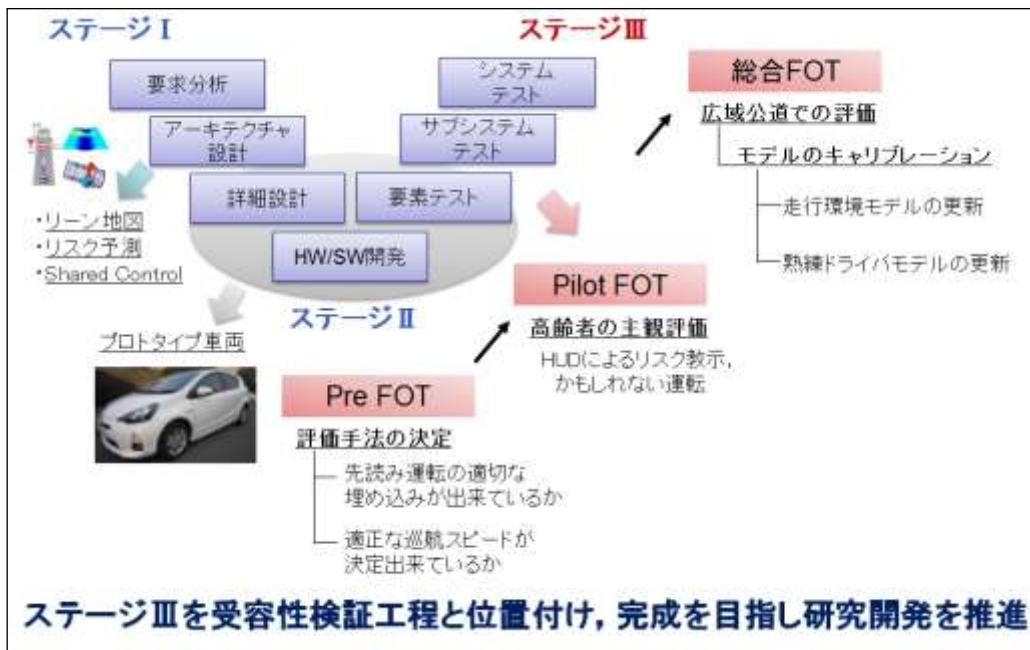 ステージⅠ
ステージⅢ
要求分析
アーキテクチャ
設計
詳細設計
HW/SW開発
要素テスト
サブシステム
テスト
システム
テスト
ステージⅡ
・リーン地図
・リスク予測
・Shared Control
プロトタイプ車両
Pre FOT
評価手法の決定
先読み運転の適切な
埋め込みが出来ているか
適正な巡航スピードが
決定出来ているか
Pilot FOT
高齢者の主観評価
HUDによるリスク教示,
かもしれない運転
総合FOT
広域公道での評価
モデルのキャリブレーション
走行環境モデルの更新
熟練ドライバモデルの更新
ステージⅢを受容性検証工程と位置付け, 完成を目指し研究開発を推進